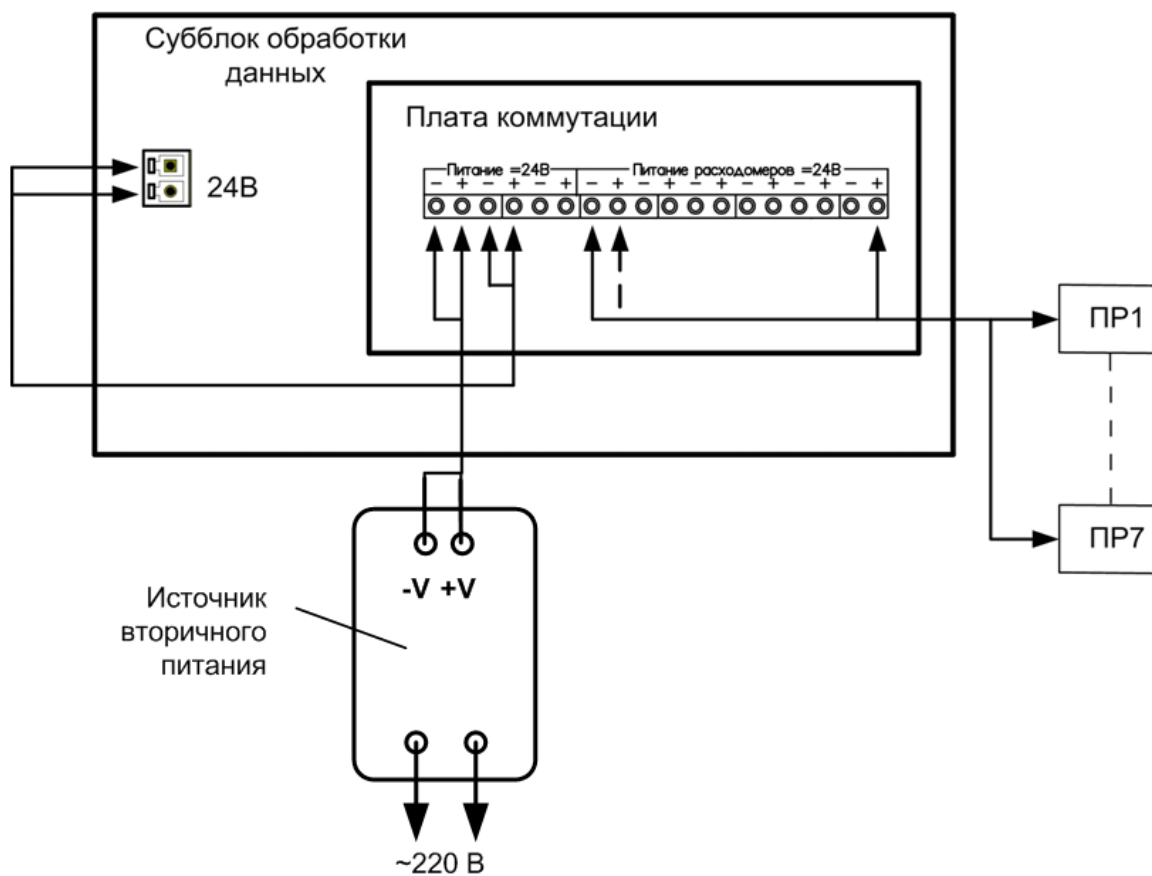 Субблок обработки
данных
Плата коммутации
Питание =24В
Питание расходомеров =24В
− + − + − + − + − + − + − + − + − +
24В
ПР1
ПР7
-V +V
Источник
вторичного
питания
~220 В